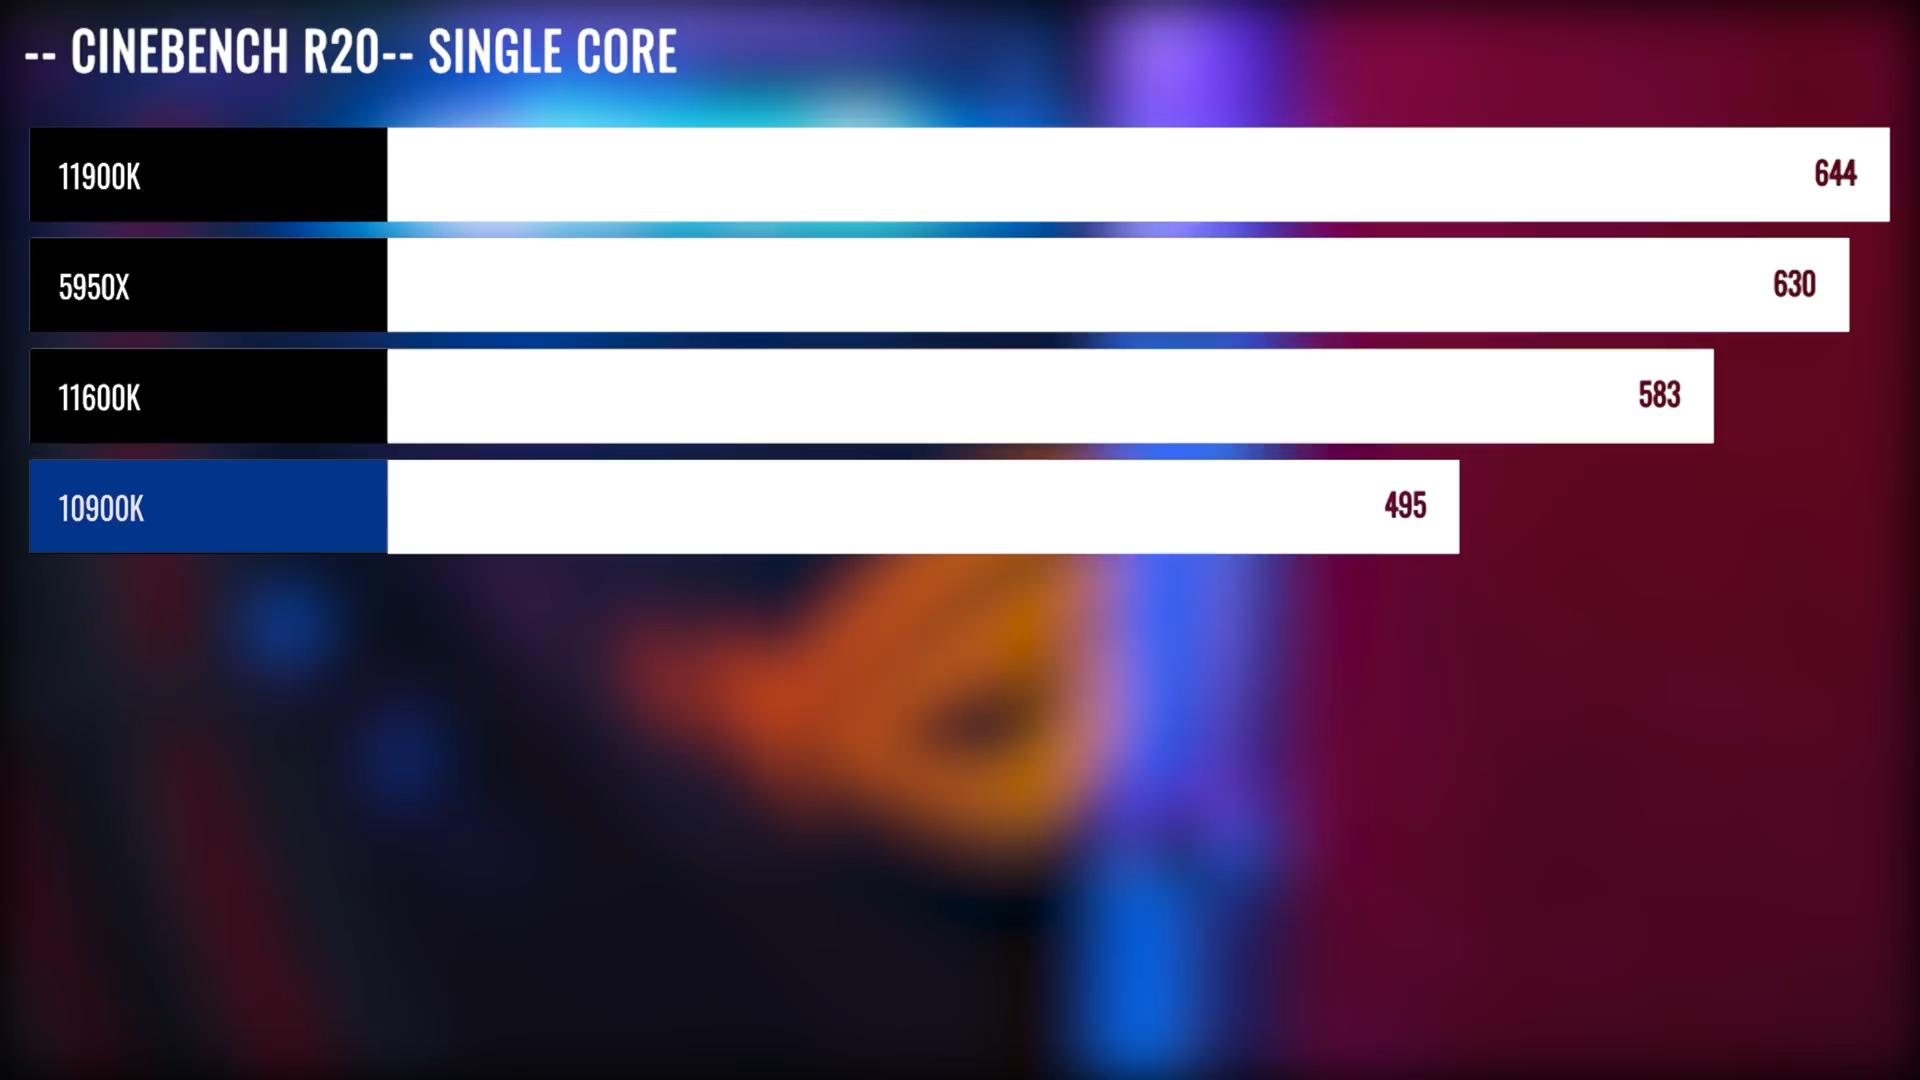 -- CINEBENCH R20-- SINGLE CORE
11900K 644
5950X 630
11600K 583
10900K 495